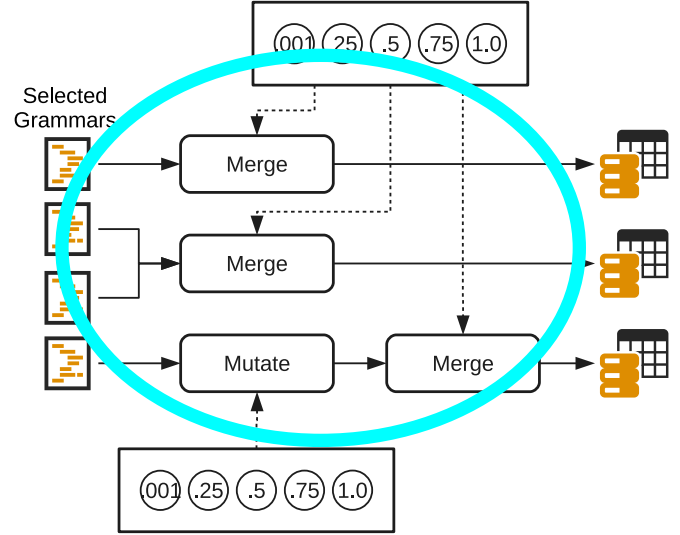 .001 .25 .5 .75 1.0
Selected
Grammars
Merge
Merge
Mutate Merge
.001 .25 .5 .75 1.0